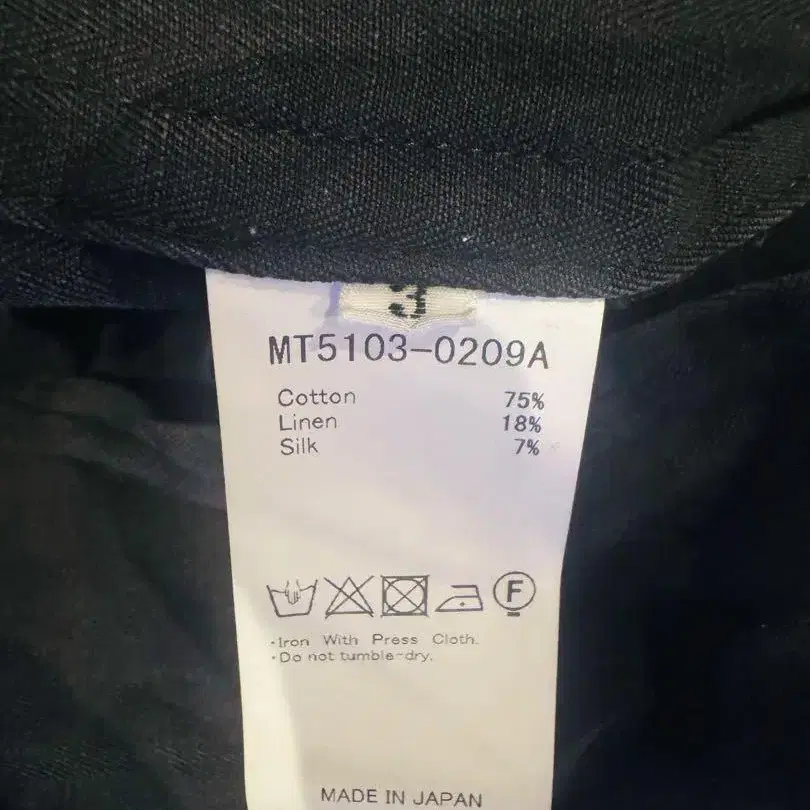 3
MT5103-0209A
Cotton 75%
Linen 18%
Silk 7%
F
・Iron With Press Cloth.
・Do not tumble-dry.
MADE IN JAPAN